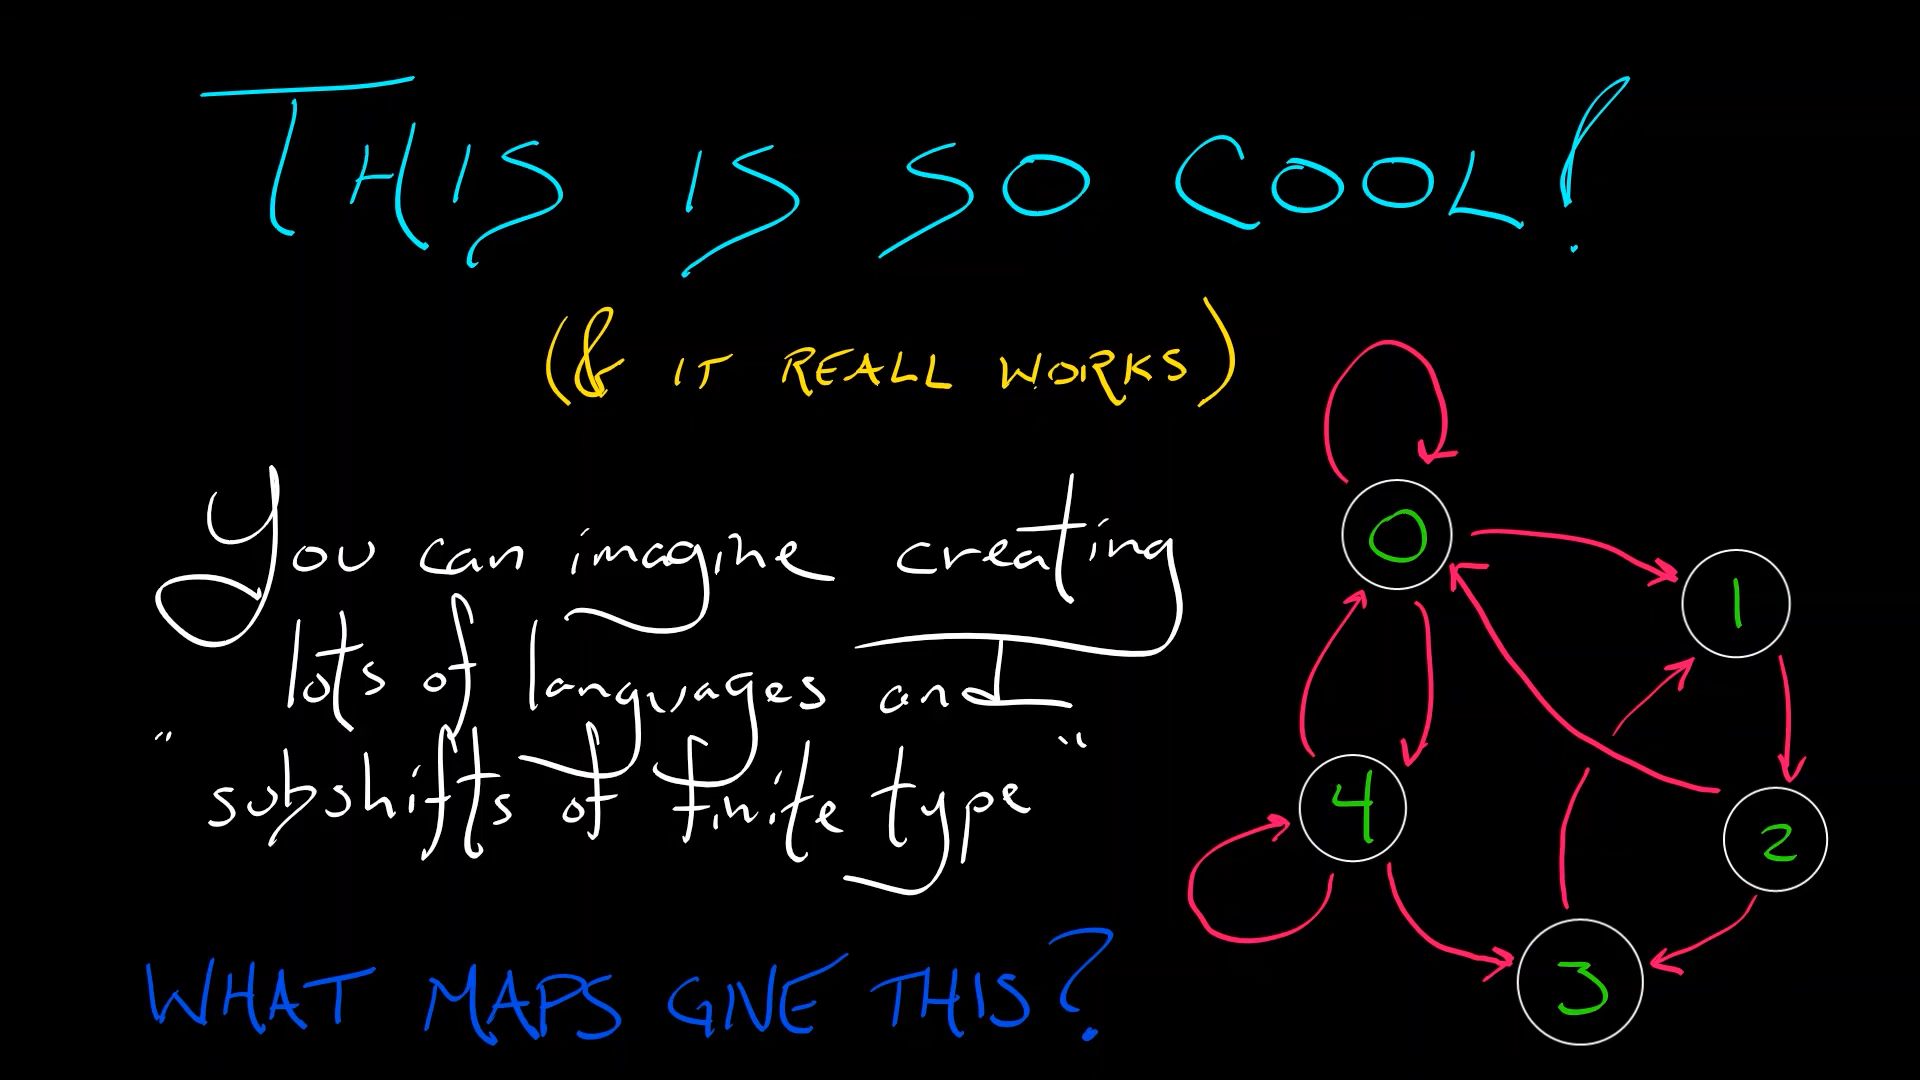 THIS IS SO COOL!
(& IT REALL WORKS)
You can imagine creating
lots of languages and
"subshifts of finite type"
WHAT MAPS GIVE THIS?
0
1
4
2
3